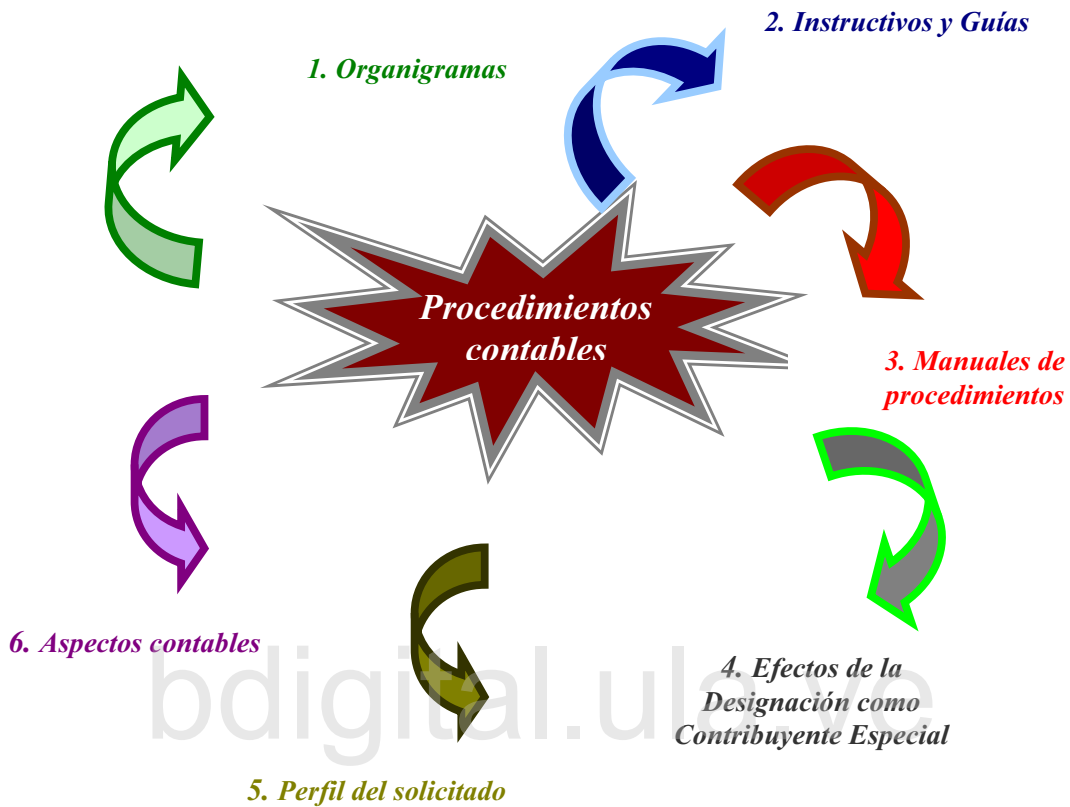 1. Organigramas
2. Instructivos y Guías
Procedimientos
contables
3. Manuales de
procedimientos
4. Efectos de la
Designación como
Contribuyente Especial
5. Perfil del solicitado
6. Aspectos contables
bdigital.ula.ve